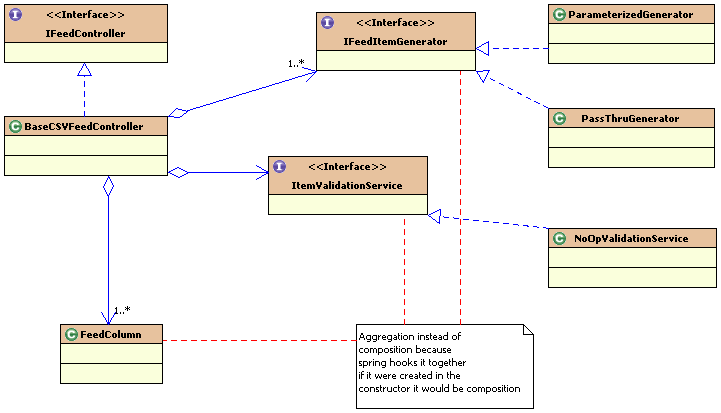 I
<<Interface>>
IFeedController
I
<<Interface>>
IFeedItemGenerator
C
ParameterizedGenerator
1..*
C
BaseCSVFeedController
C
PassThruGenerator
I
<<Interface>>
ItemValidationService
C
NoOpValidationService
1..*
C
FeedColumn
Aggregation instead of
composition because
spring hooks it together
if it were created in the
constructor it would be composition